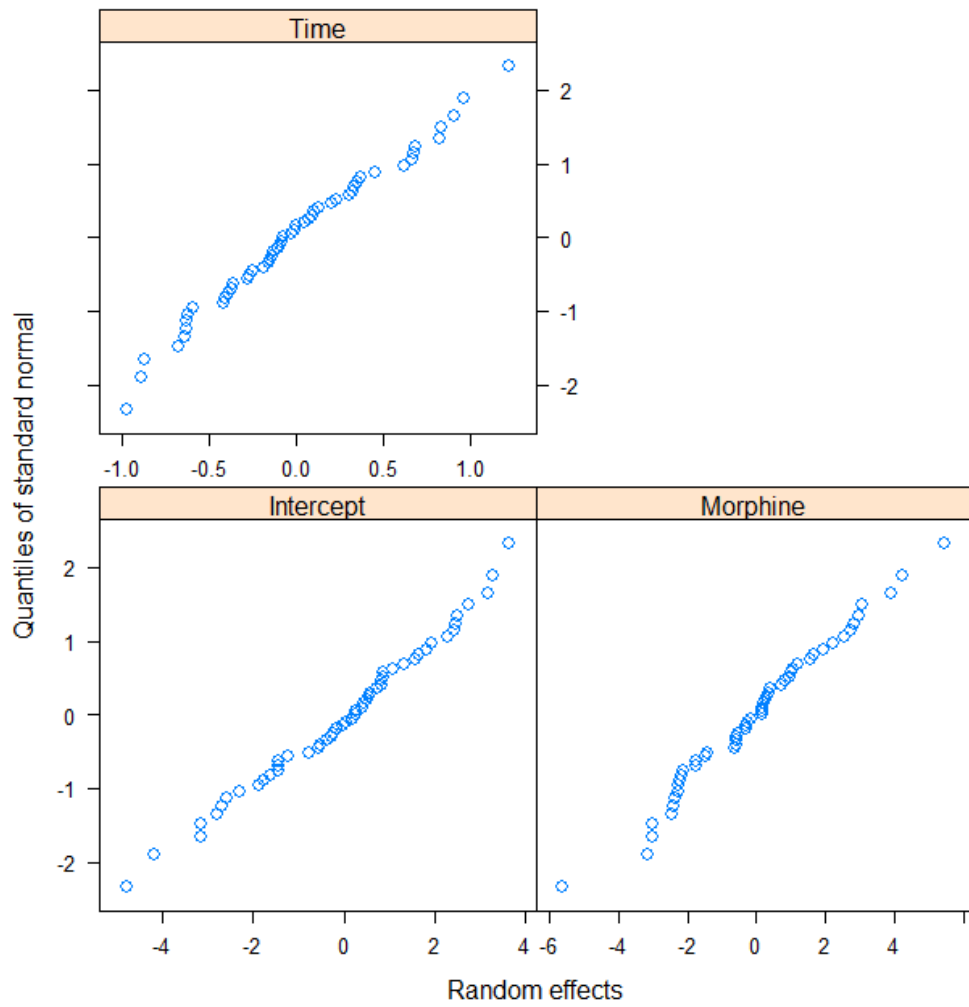 Time
2
1
0
-1
-2
-1.0 -0.5 0.0 0.5 1.0
Quantiles of standard normal
Intercept Morphine
2
1
0
-1
-2
-4 -2 0 2 4 -6 -4 -2 0 2 4 6
Random effects